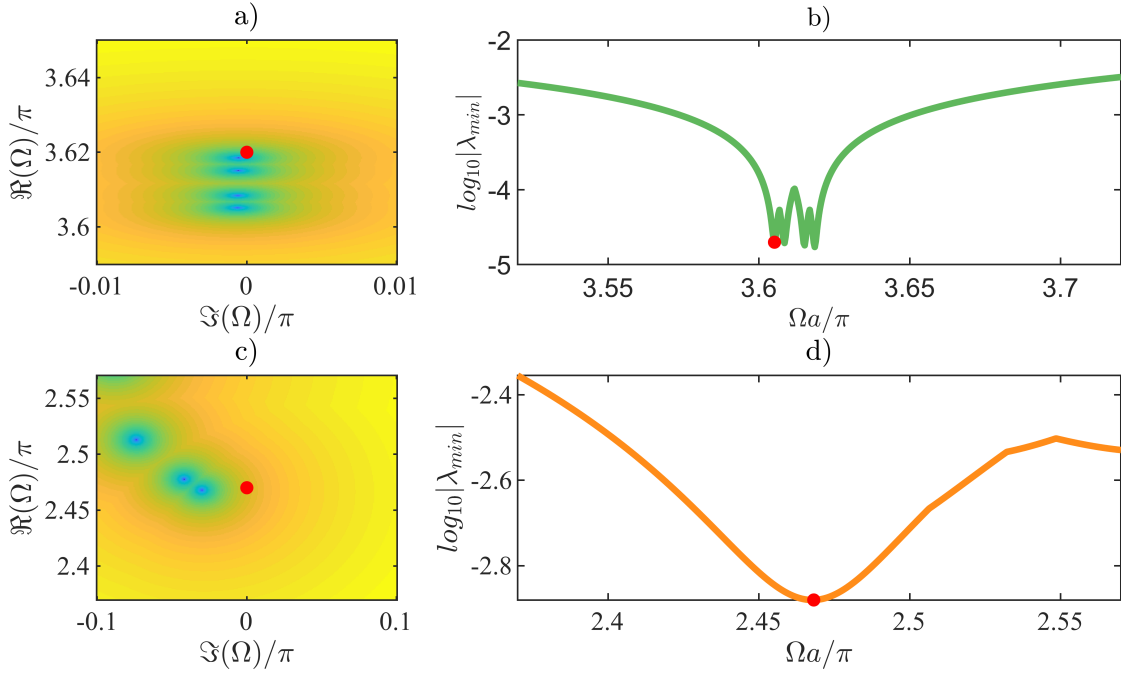 a)
3.64
3.62
3.6
-0.01
0
0.01
ℜ(Ω)/π
ℑ(Ω)/π
b)
-2
-3
-4
-5
3.55
3.6
3.65
3.7
log₁₀|λₘᵢₙ|
Ωa/π
c)
2.55
2.5
2.45
2.4
-0.1
0
0.1
ℜ(Ω)/π
ℑ(Ω)/π
d)
-2.4
-2.6
-2.8
2.4
2.45
2.5
2.55
log₁₀|λₘᵢₙ|
Ωa/π